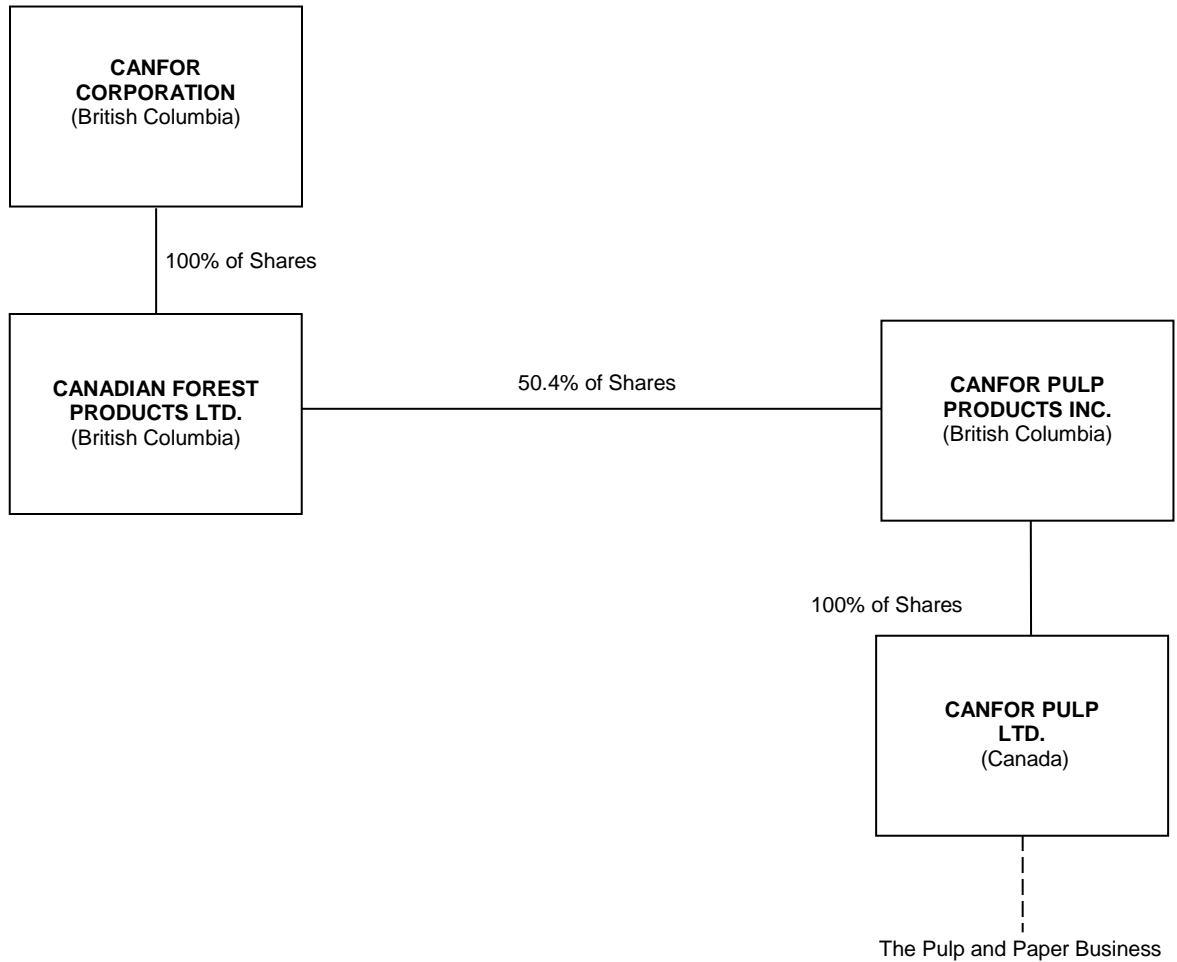 CANFOR
CORPORATION
(British Columbia)
100% of Shares
CANADIAN FOREST
PRODUCTS LTD.
(British Columbia)
50.4% of Shares
CANFOR PULP
PRODUCTS INC.
(British Columbia)
100% of Shares
CANFOR PULP
LTD.
(Canada)
The Pulp and Paper Business